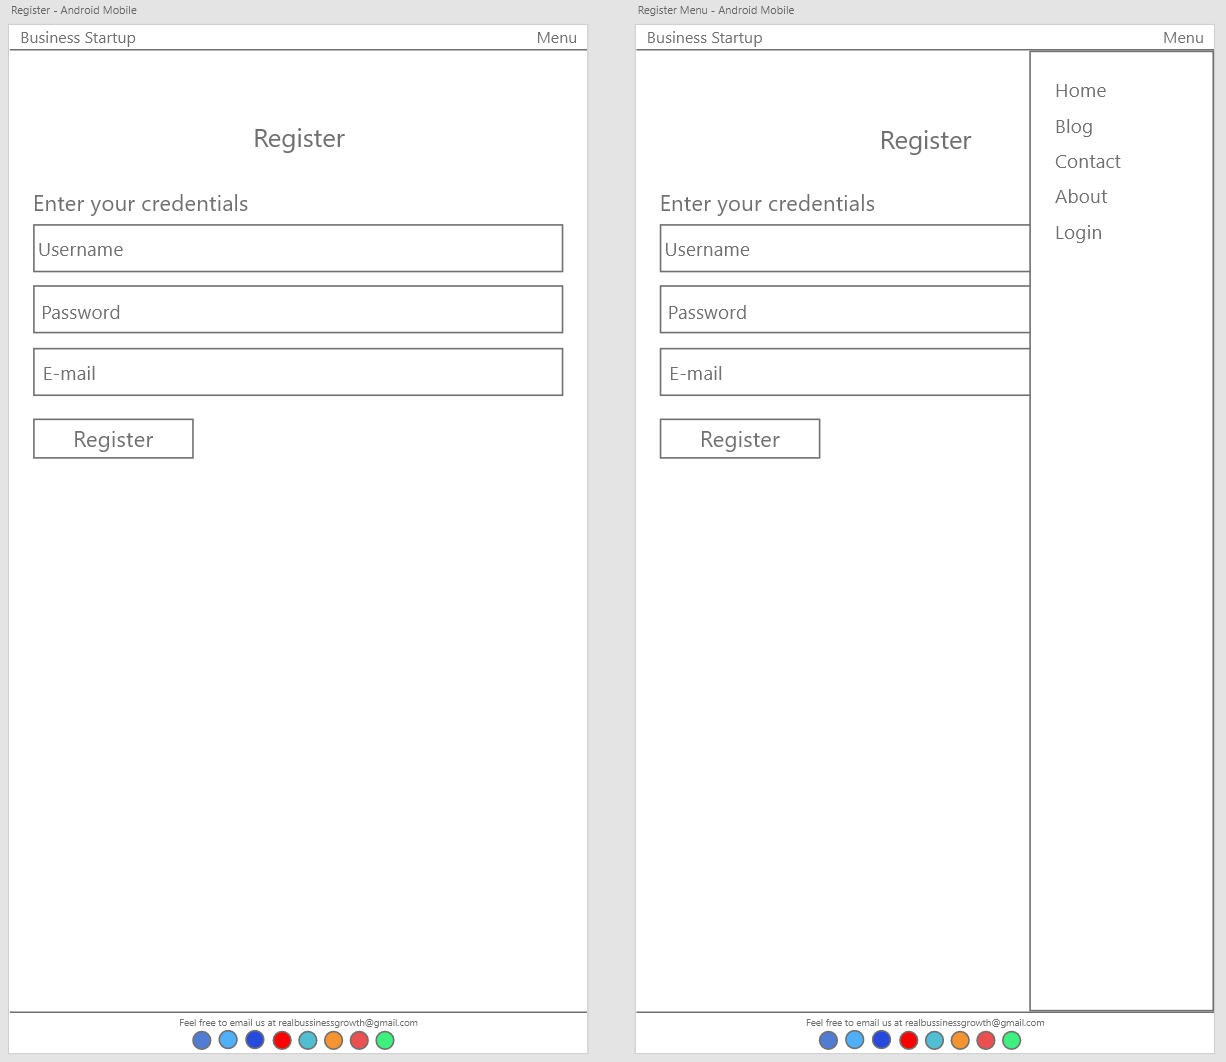 Register - Android Mobile
Business Startup Menu
Register
Enter your credentials
Username
Password
E-mail
Register
Feel free to email us at realbussinessgrowth@gmail.com
Register Menu - Android Mobile
Business Startup Menu
Register
Enter your credentials
Username
Password
E-mail
Register
Home
Blog
Contact
About
Login
Feel free to email us at realbussinessgrowth@gmail.com